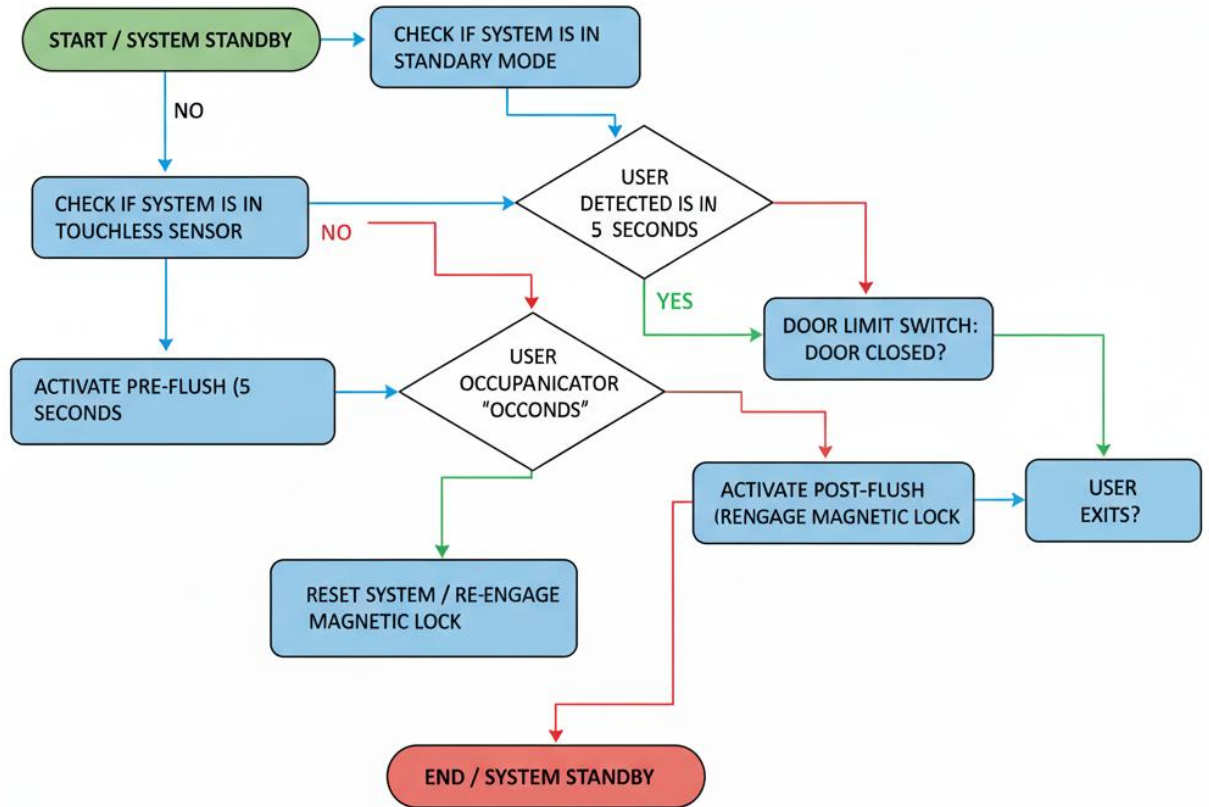 START / SYSTEM STANDBY
CHECK IF SYSTEM IS IN
STANDARY MODE
NO
USER
DETECTED IS IN
5 SECONDS
CHECK IF SYSTEM IS IN
TOUCHLESS SENSOR
NO
YES
DOOR LIMIT SWITCH:
DOOR CLOSED?
ACTIVATE PRE-FLUSH (5
SECONDS
USER
OCCUPANICATOR
"OCCONDS"
ACTIVATE POST-FLUSH
(RENGAGE MAGNETIC LOCK
USER
EXITS?
RESET SYSTEM / RE-ENGAGE
MAGNETIC LOCK
END / SYSTEM STANDBY